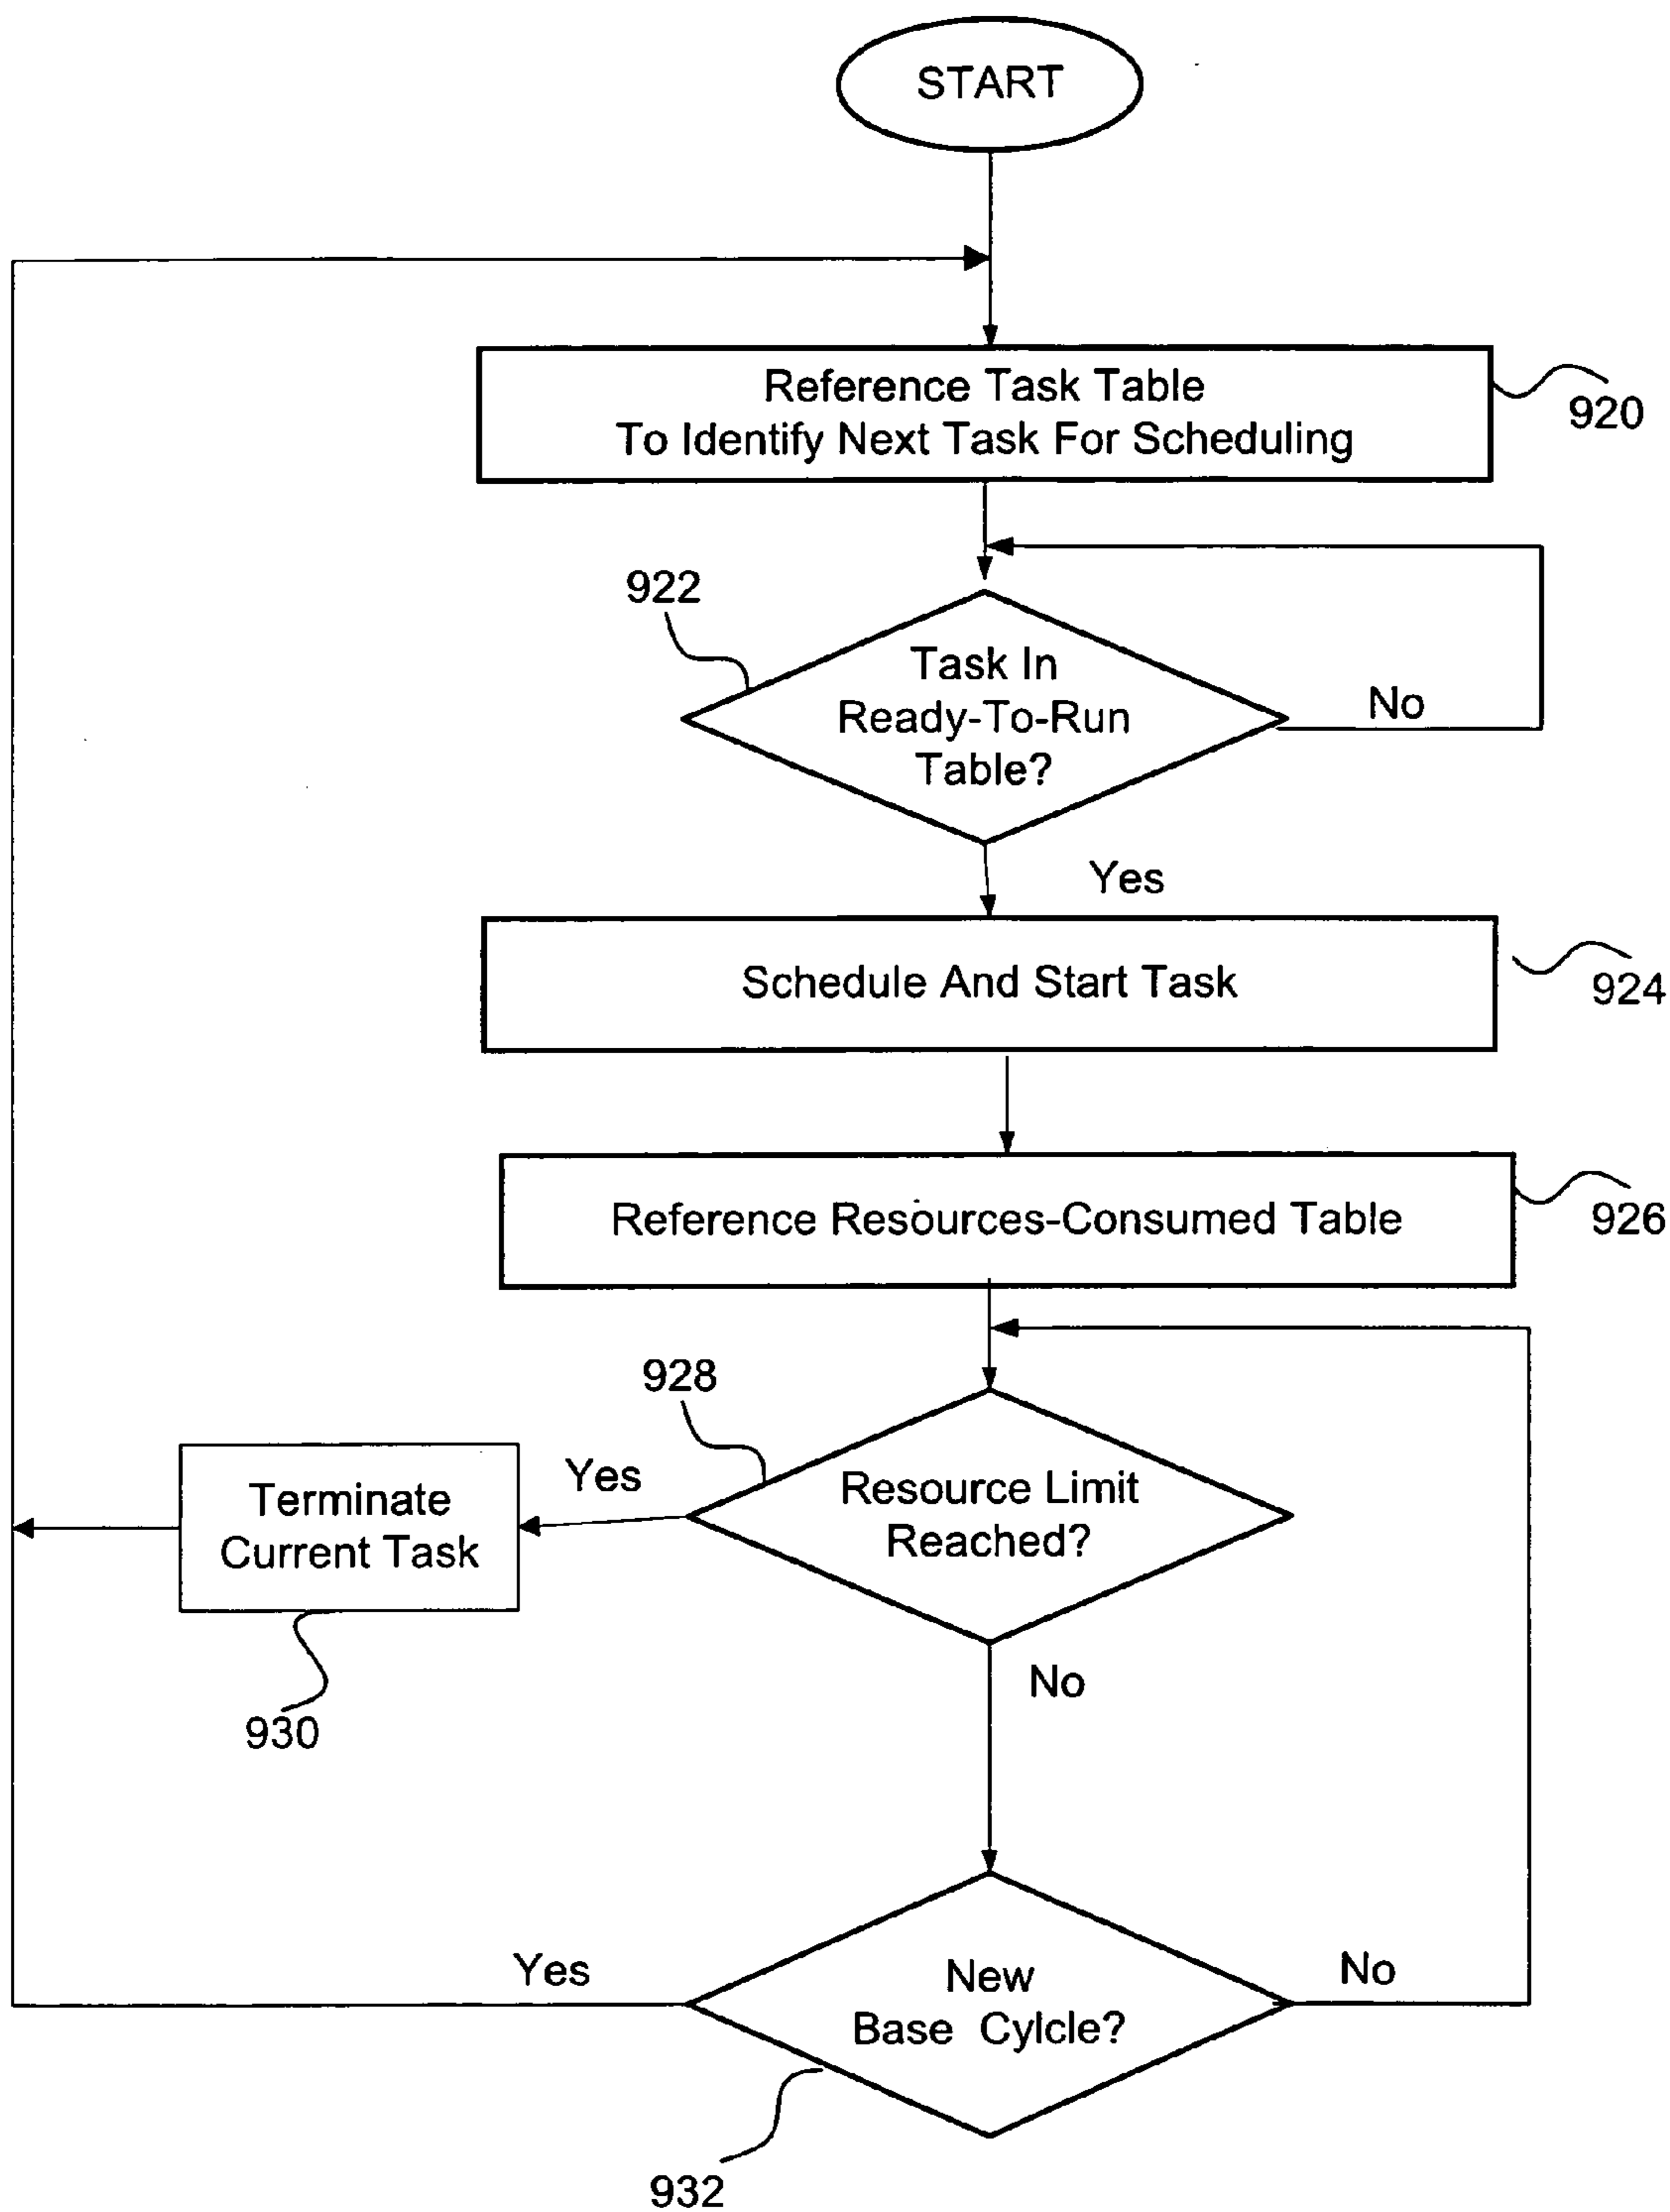 START
Reference Task Table
To Identify Next Task For Scheduling
920
922
Task In
Ready-To-Run
Table?
No
Yes
Schedule And Start Task
924
Reference Resources-Consumed Table
926
928
Resource Limit
Reached?
Yes
Terminate
Current Task
930
No
Yes
New
Base Cylcle?
No
932